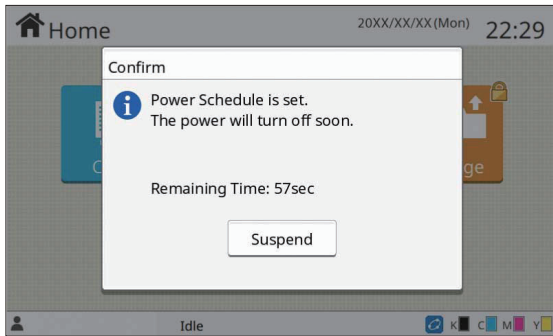 Home
20XX/XX/XX (Mon) 22:29
Confirm
Power Schedule is set.
The power will turn off soon.
Remaining Time: 57sec
Suspend
C
ge
Idle
K C M Y